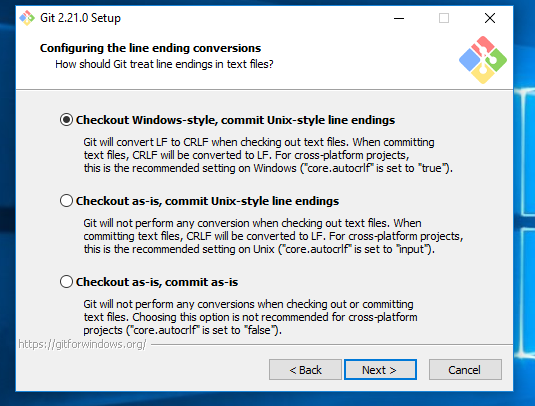 Git 2.21.0 Setup
Configuring the line ending conversions
How should Git treat line endings in text files?
Checkout Windows-style, commit Unix-style line endings
Git will convert LF to CRLF when checking out text files. When committing
text files, CRLF will be converted to LF. For cross-platform projects,
this is the recommended setting on Windows ("core.autocrlf" is set to "true").
Checkout as-is, commit Unix-style line endings
Git will not perform any conversion when checking out text files. When
committing text files, CRLF will be converted to LF. For cross-platform projects,
this is the recommended setting on Unix ("core.autocrlf" is set to "input").
Checkout as-is, commit as-is
Git will not perform any conversions when checking out or committing
text files. Choosing this option is not recommended for cross-platform
projects ("core.autocrlf" is set to "false").
https://gitforwindows.org/
< Back Next > Cancel